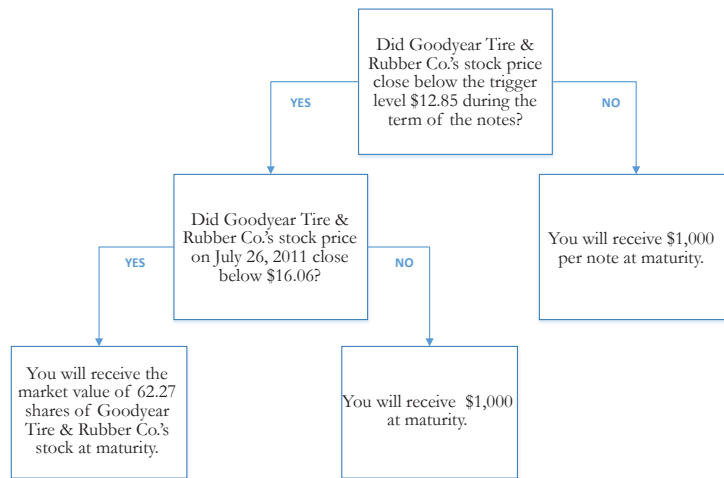 Did Goodyear Tire &
Rubber Co.'s stock price
close below the trigger
level $12.85 during the
term of the notes?
YES
NO
Did Goodyear Tire &
Rubber Co.'s stock price
on July 26, 2011 close
below $16.06?
You will receive $1,000
per note at maturity.
YES
NO
You will receive the
market value of 62.27
shares of Goodyear
Tire & Rubber Co.'s
stock at maturity.
You will receive $1,000
at maturity.